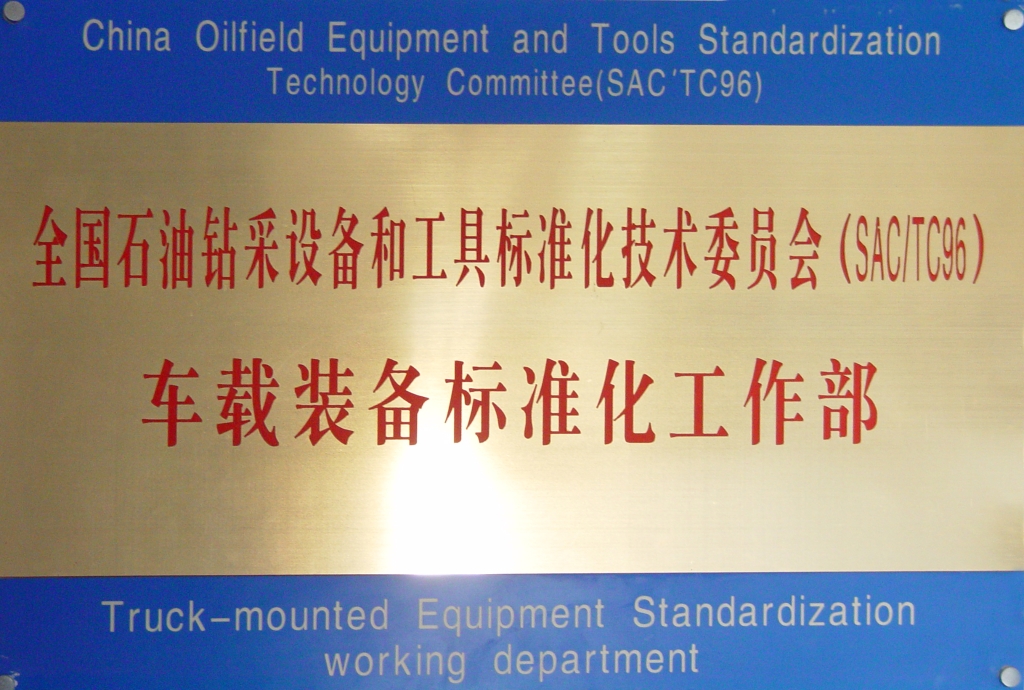 China Oilfield Equipment and Tools Standardization
Technology Committee(SAC'TC96)
全国石油钻采设备和工具标准化技术委员会(SAC/TC96)
车载装备标准化工作部
Truck-mounted Equipment Standardization
working department